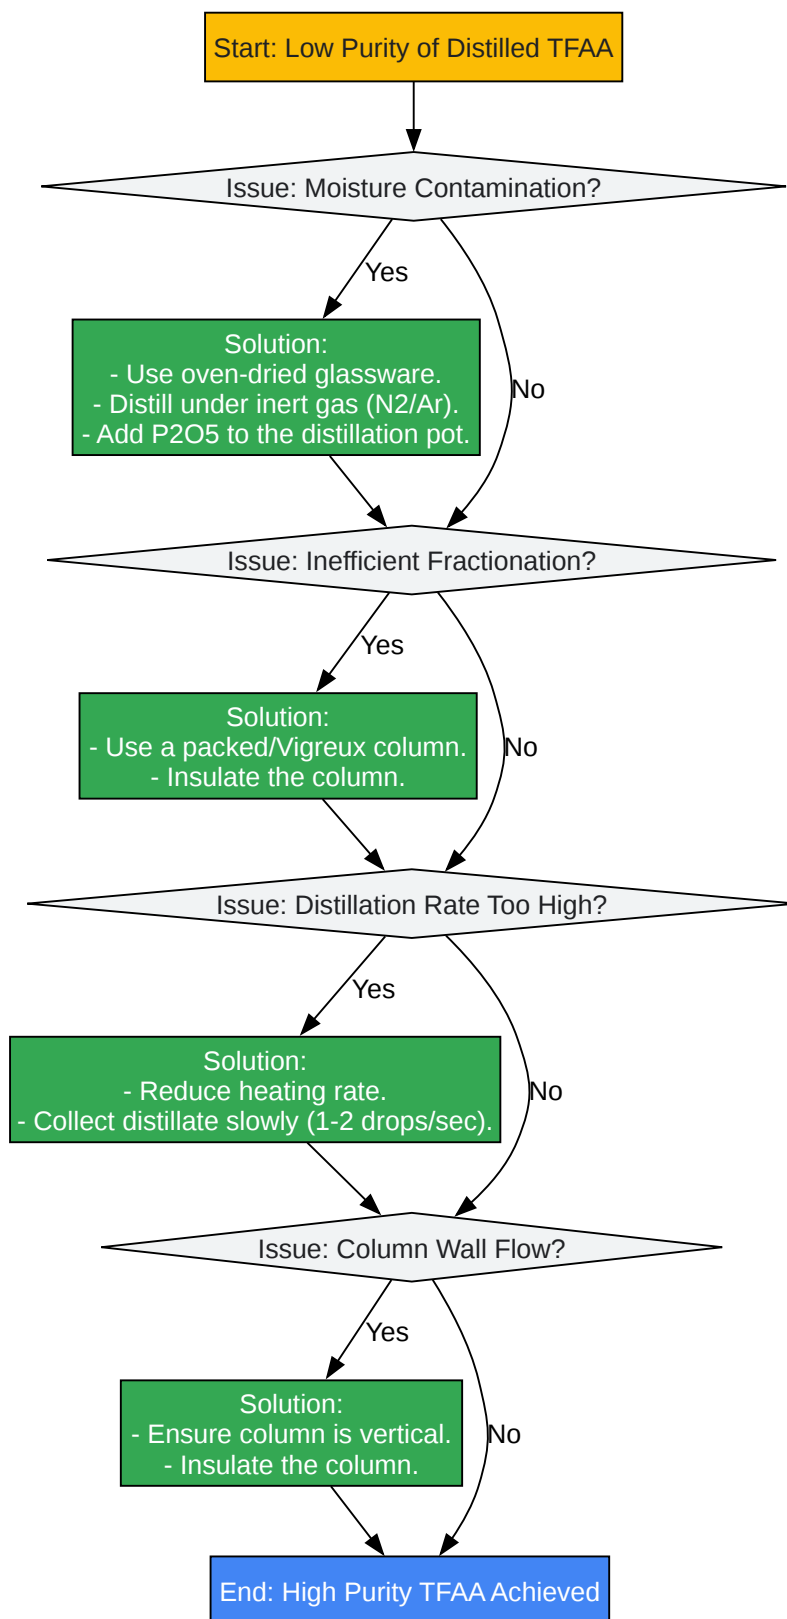 Start: Low Purity of Distilled TFAA
Issue: Moisture Contamination?
Yes
Solution:
- Use oven-dried glassware.
- Distill under inert gas (N2/Ar).
- Add P2O5 to the distillation pot.
No
Issue: Inefficient Fractionation?
Yes
Solution:
- Use a packed/Vigreux column.
- Insulate the column.
No
Issue: Distillation Rate Too High?
Yes
Solution:
- Reduce heating rate.
- Collect distillate slowly (1-2 drops/sec).
No
Issue: Column Wall Flow?
Yes
Solution:
- Ensure column is vertical.
- Insulate the column.
No
End: High Purity TFAA Achieved